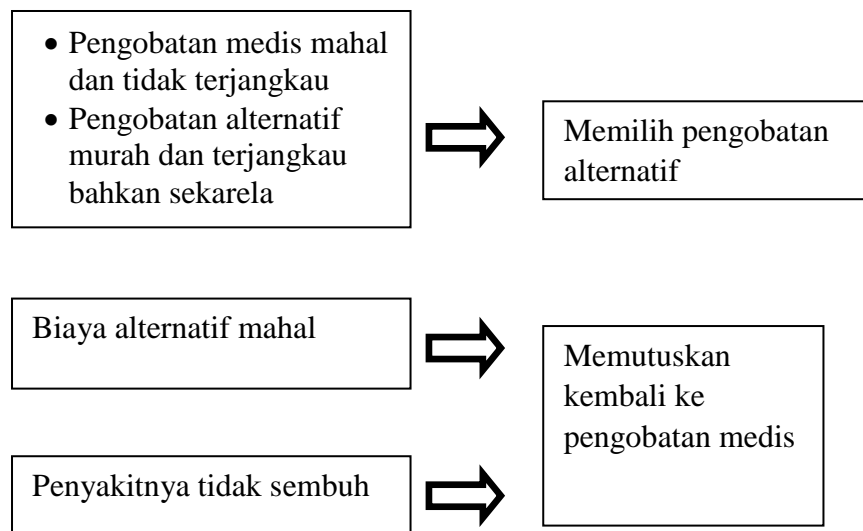 • Pengobatan medis mahal
dan tidak terjangkau
• Pengobatan alternatif
murah dan terjangkau
bahkan sekarela
Memilih pengobatan
alternatif
Biaya alternatif mahal
Memutuskan
kembali ke
pengobatan medis
Penyakitnya tidak sembuh